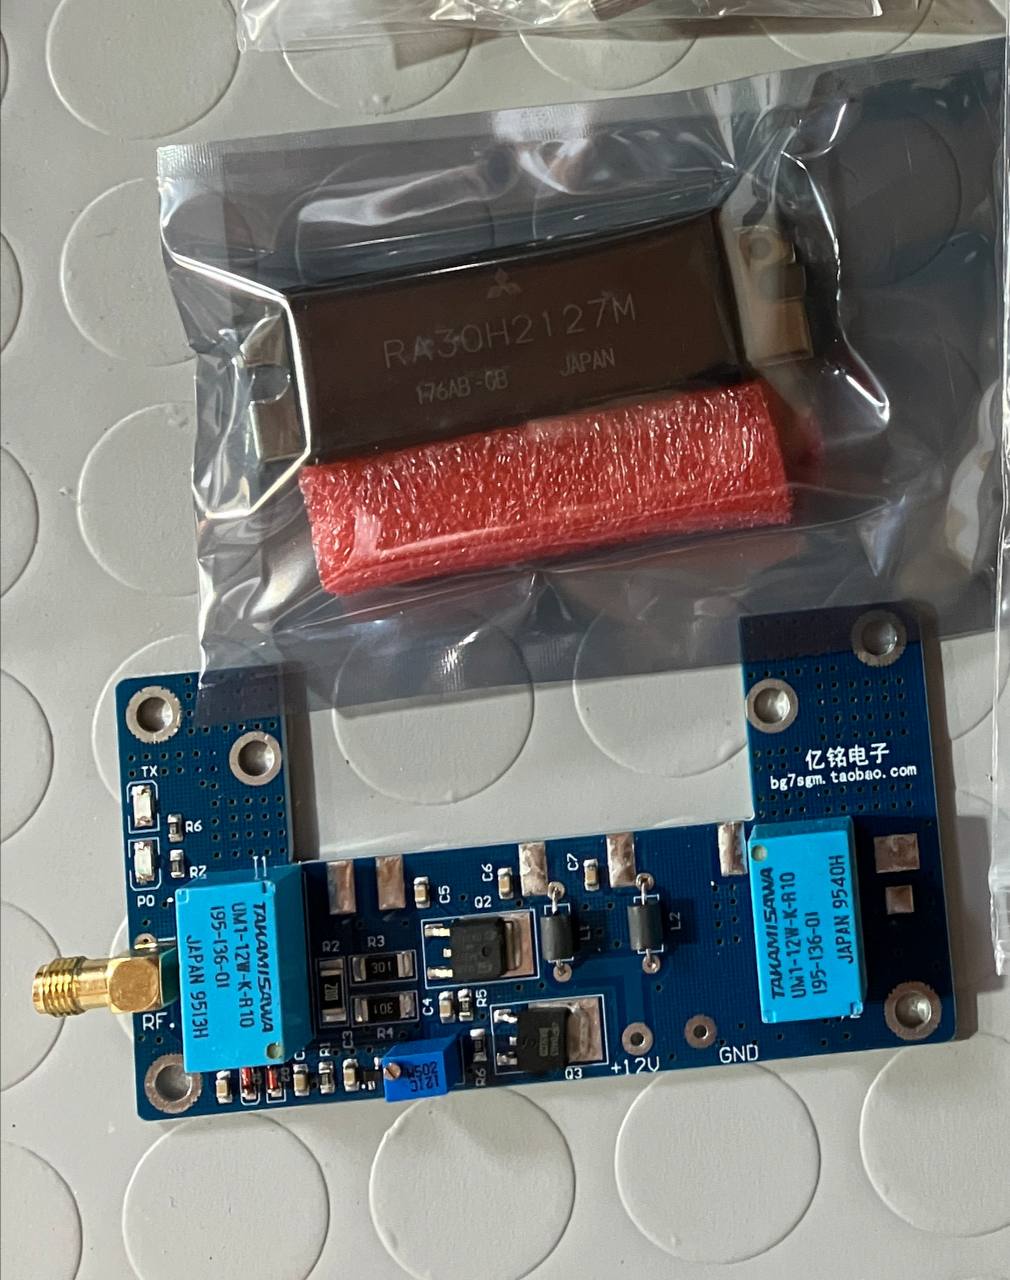 RA30H2127M
176AB-GB JAPAN
亿铭电子
bg7sgm.taobao.com
TX
R6
RZ
PO
T1
TAKAMISAWA
UM1-12W-K-R10
195-136-01
JAPAN 9513H
RF.
R2
R3
301
301
R4
C5
C6
C7
Q2
L1
L2
C4
R5
R6
Q3
R1
C3
W502
+12V
GND
TAKAMISAWA
UM1-12W-K-R10
195-136-01
JAPAN 9540H